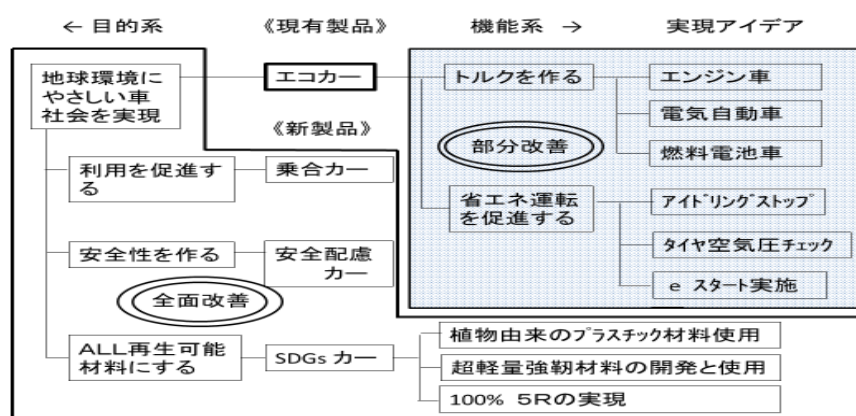 ← 目的系
《現有製品》
機能系 →
実現アイデア
地球環境に
やさしい車
社会を実現
エコカー
トルクを作る
エンジン車
電気自動車
燃料電池車
《新製品》
部分改善
利用を促進す
る
乗合カー
省エネ運転
を促進する
アイドリングストップ
タイヤ空気圧チェック
e スタート実施
安全性を作る
安全配慮
カー
全面改善
ALL再生可能
材料にする
SDGs カー
植物由来のプラスチック材料使用
超軽量強靭材料の開発と使用
100% 5Rの実現